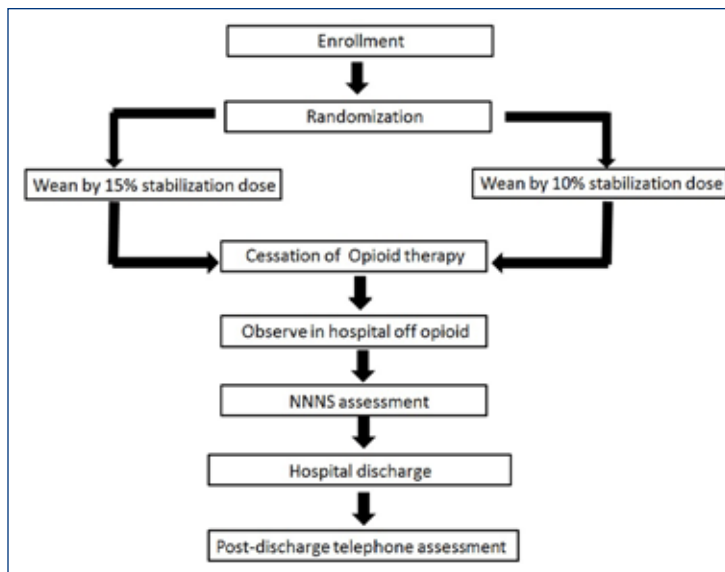 Enrollment
Randomization
Wean by 15% stabilization dose
Wean by 10% stabilization dose
Cessation of Opioid therapy
Observe in hospital off opioid
NNNS assessment
Hospital discharge
Post-discharge telephone assessment